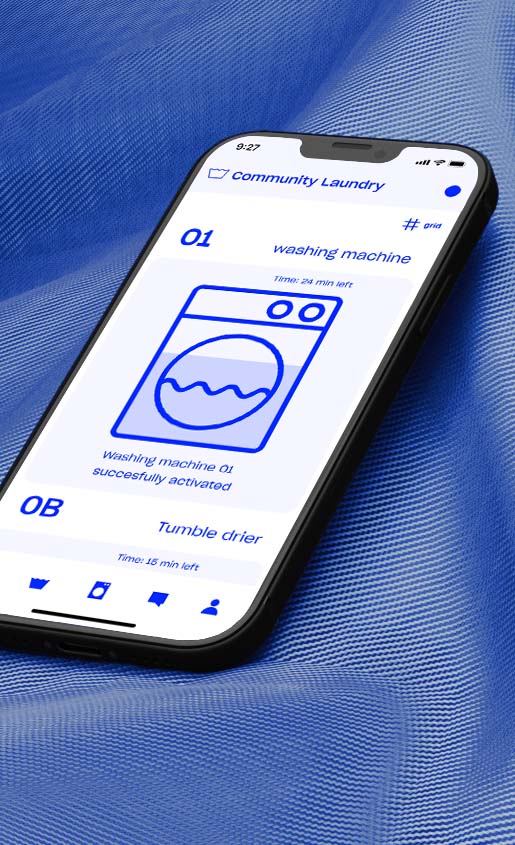 9:27
Community Laundry
# grid
01
washing machine
Time: 24 min left
Washing machine 01
succesfully activated
0B
Tumble drier
Time: 15 min left